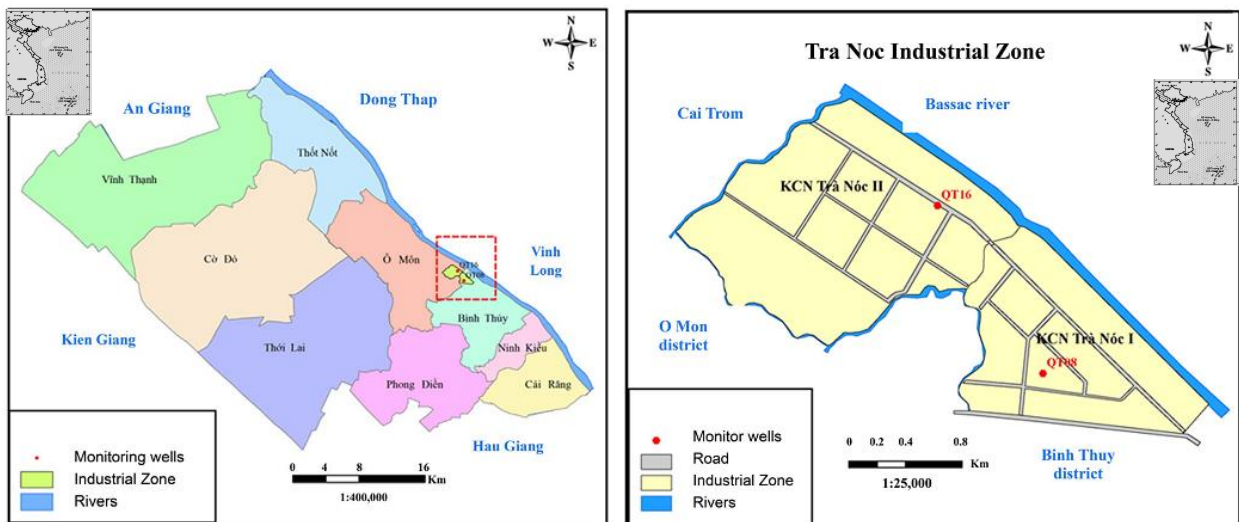 N
W E
S
An Giang
Dong Thap
Thốt Nốt
Vĩnh Thạnh
Cờ Đỏ
Ô Môn
Vinh
Long
QT16
QT08
Bình Thủy
Kien Giang
Thới Lai
Ninh Kiều
Phong Điền
Cái Răng
Hau Giang
Monitoring wells
Industrial Zone
Rivers
0 4 8 16
Km
1:400,000
Tra Noc Industrial Zone
N
W E
S
Cai Trom
Bassac river
KCN Trà Nóc II
QT16
O Mon
district
KCN Trà Nóc I
QT08
Binh Thuy
district
Monitor wells
Road
Industrial Zone
Rivers
0 0.2 0.4 0.8
Km
1:25,000